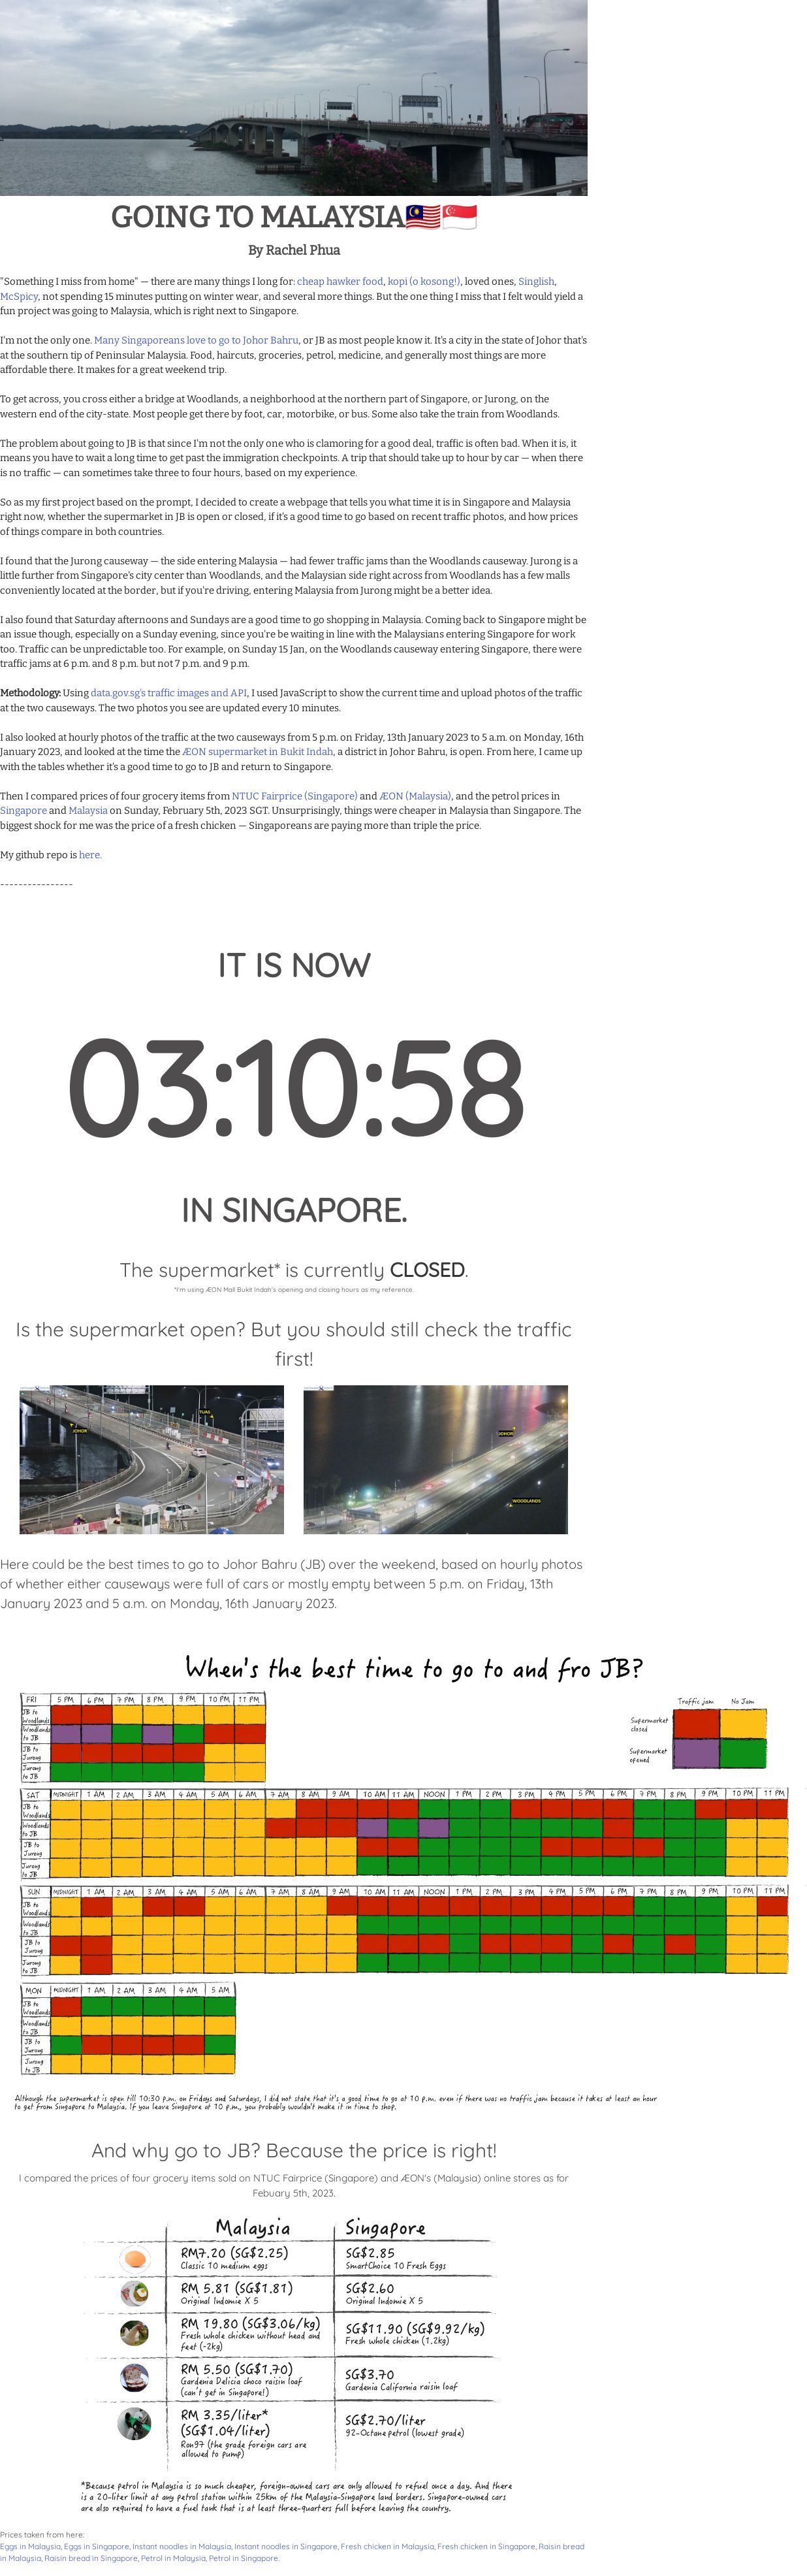 GOING TO MALAYSIA🇲🇾🇸🇬
By Rachel Phua
"Something I miss from home" — there are many things I long for: cheap hawker food, kopi (o kosong!), loved ones, Singlish,
McSpicy, not spending 15 minutes putting on winter wear, and several more things. But the one thing I miss that I felt would yield a
fun project was going to Malaysia, which is right next to Singapore.
I'm not the only one. Many Singaporeans love to go to Johor Bahru, or JB as most people know it. It's a city in the state of Johor that's
at the southern tip of Peninsular Malaysia. Food, haircuts, groceries, petrol, medicine, and generally most things are more
affordable there. It makes for a great weekend trip.
To get across, you cross either a bridge at Woodlands, a neighborhood at the northern part of Singapore, or Jurong, on the
western end of the city-state. Most people get there by foot, car, motorbike, or bus. Some also take the train from Woodlands.
The problem about going to JB is that since I'm not the only one who is clamoring for a good deal, traffic is often bad. When it is, it
means you have to wait a long time to get past the immigration checkpoints. A trip that should take up to hour by car — when there
is no traffic — can sometimes take three to four hours, based on my experience.
So as my first project based on the prompt, I decided to create a webpage that tells you what time it is in Singapore and Malaysia
right now, whether the supermarket in JB is open or closed, if it's a good time to go based on recent traffic photos, and how prices
of things compare in both countries.
I found that the Jurong causeway — the side entering Malaysia — had fewer traffic jams than the Woodlands causeway. Jurong is a
little further from Singapore's city center than Woodlands, and the Malaysian side right across from Woodlands has a few malls
conveniently located at the border, but if you're driving, entering Malaysia from Jurong might be a better idea.
I also found that Saturday afternoons and Sundays are a good time to go shopping in Malaysia. Coming back to Singapore might be
an issue though, especially on a Sunday evening, since you're be waiting in line with the Malaysians entering Singapore for work
too. Traffic can be unpredictable too. For example, on Sunday 15 Jan, on the Woodlands causeway entering Singapore, there were
traffic jams at 6 p.m. and 8 p.m. but not 7 p.m. and 9 p.m.
Methodology: Using data.gov.sg's traffic images and API, I used JavaScript to show the current time and upload photos of the traffic
at the two causeways. The two photos you see are updated every 10 minutes.
I also looked at hourly photos of the traffic at the two causeways from 5 p.m. on Friday, 13th January 2023 to 5 a.m. on Monday, 16th
January 2023, and looked at the time the ÆON supermarket in Bukit Indah, a district in Johor Bahru, is open. From here, I came up
with the tables whether it's a good time to go to JB and return to Singapore.
Then I compared prices of four grocery items from NTUC Fairprice (Singapore) and ÆON (Malaysia), and the petrol prices in
Singapore and Malaysia on Sunday, February 5th, 2023 SGT. Unsurprisingly, things were cheaper in Malaysia than Singapore. The
biggest shock for me was the price of a fresh chicken — Singaporeans are paying more than triple the price.
My github repo is here.
----------------
IT IS NOW
03:10:58
IN SINGAPORE.
The supermarket* is currently CLOSED.
*I'm using ÆON Mall Bukit Indah's opening and closing hours as my reference.
Is the supermarket open? But you should still check the traffic
first!
JOHOR
TUAS
JOHOR
WOODLANDS
Here could be the best times to go to Johor Bahru (JB) over the weekend, based on hourly photos
of whether either causeways were full of cars or mostly empty between 5 p.m. on Friday, 13th
January 2023 and 5 a.m. on Monday, 16th January 2023.
When's the best time to go to and fro JB?
Traffic jam No Jam
Supermarket closed
Supermarket opened
FRI 5 PM 6 PM 7 PM 8 PM 9 PM 10 PM 11 PM
JB to Woodlands
Woodlands to JB
JB to Jurong
Jurong to JB
SAT MIDNIGHT 1 AM 2 AM 3 AM 4 AM 5 AM 6 AM 7 AM 8 AM 9 AM 10 AM 11 AM NOON 1 PM 2 PM 3 PM 4 PM 5 PM 6 PM 7 PM 8 PM 9 PM 10 PM 11 PM
JB to Woodlands
Woodlands to JB
JB to Jurong
Jurong to JB
SUN MIDNIGHT 1 AM 2 AM 3 AM 4 AM 5 AM 6 AM 7 AM 8 AM 9 AM 10 AM 11 AM NOON 1 PM 2 PM 3 PM 4 PM 5 PM 6 PM 7 PM 8 PM 9 PM 10 PM 11 PM
JB to Woodlands
Woodlands to JB
JB to Jurong
Jurong to JB
MON MIDNIGHT 1 AM 2 AM 3 AM 4 AM 5 AM
JB to Woodlands
Woodlands to JB
JB to Jurong
Jurong to JB
Although the supermarket is open till 10:30 p.m. on Fridays and Saturdays, I did not state that it's a good time to go at 10 p.m. even if there was no traffic jam because it takes at least an hour
to get from Singapore to Malaysia. If you leave Singapore at 10 p.m., you probably wouldn't make it in time to shop.
And why go to JB? Because the price is right!
I compared the prices of four grocery items sold on NTUC Fairprice (Singapore) and ÆON's (Malaysia) online stores as for
Febuary 5th, 2023.
Malaysia Singapore
RM7.20 (SG$2.25) SG$2.85
Classic 10 medium eggs SmartChoice 10 Fresh Eggs
RM 5.81 (SG$1.81) SG$2.60
Original Indomie X 5 Original Indomie X 5
RM 19.80 (SG$3.06/kg) SG$11.90 (SG$9.92/kg)
Fresh whole chicken without head and Fresh whole chicken (1.2kg)
feet (~2kg)
RM 5.50 (SG$1.70) SG$3.70
Gardenia Delicia choco raisin loaf Gardenia California raisin loaf
(can't get in Singapore!)
RM 3.35/liter* SG$2.70/liter
(SG$1.04/liter) 92-Octane petrol (lowest grade)
Ron97 (the grade foreign cars are
allowed to pump)
*Because petrol in Malaysia is so much cheaper, foreign-owned cars are only allowed to refuel once a day. And there
is a 20-liter limit at any petrol station within 25km of the Malaysia-Singapore land borders. Singapore-owned cars
are also required to have a fuel tank that is at least three-quarters full before leaving the country.
Prices taken from here:
Eggs in Malaysia, Eggs in Singapore, Instant noodles in Malaysia, Instant noodles in Singapore, Fresh chicken in Malaysia, Fresh chicken in Singapore, Raisin bread
in Malaysia, Raisin bread in Singapore, Petrol in Malaysia, Petrol in Singapore.